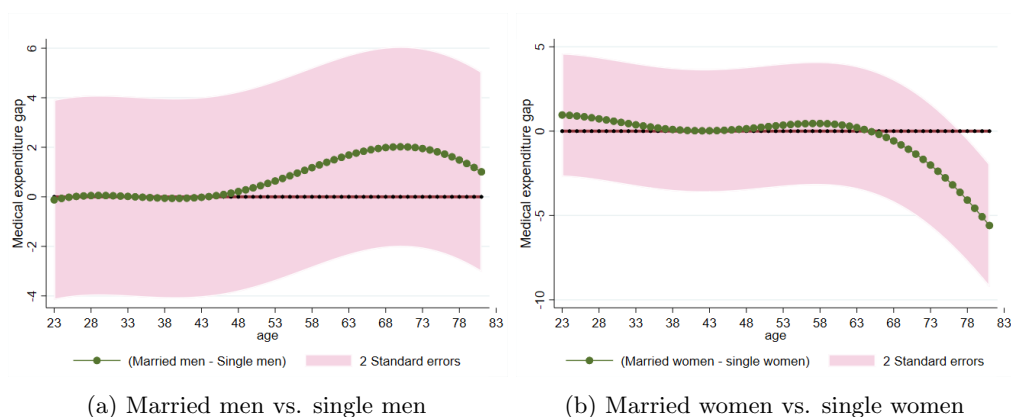 Medical expenditure gap
6
4
2
0
-2
-4
23 28 33 38 43 48 53 58 63 68 73 78 83
age
(Married men - Single men) 2 Standard errors
(a) Married men vs. single men
Medical expenditure gap
5
0
-5
-10
23 28 33 38 43 48 53 58 63 68 73 78 83
age
(Married women - single women) 2 Standard errors
(b) Married women vs. single women